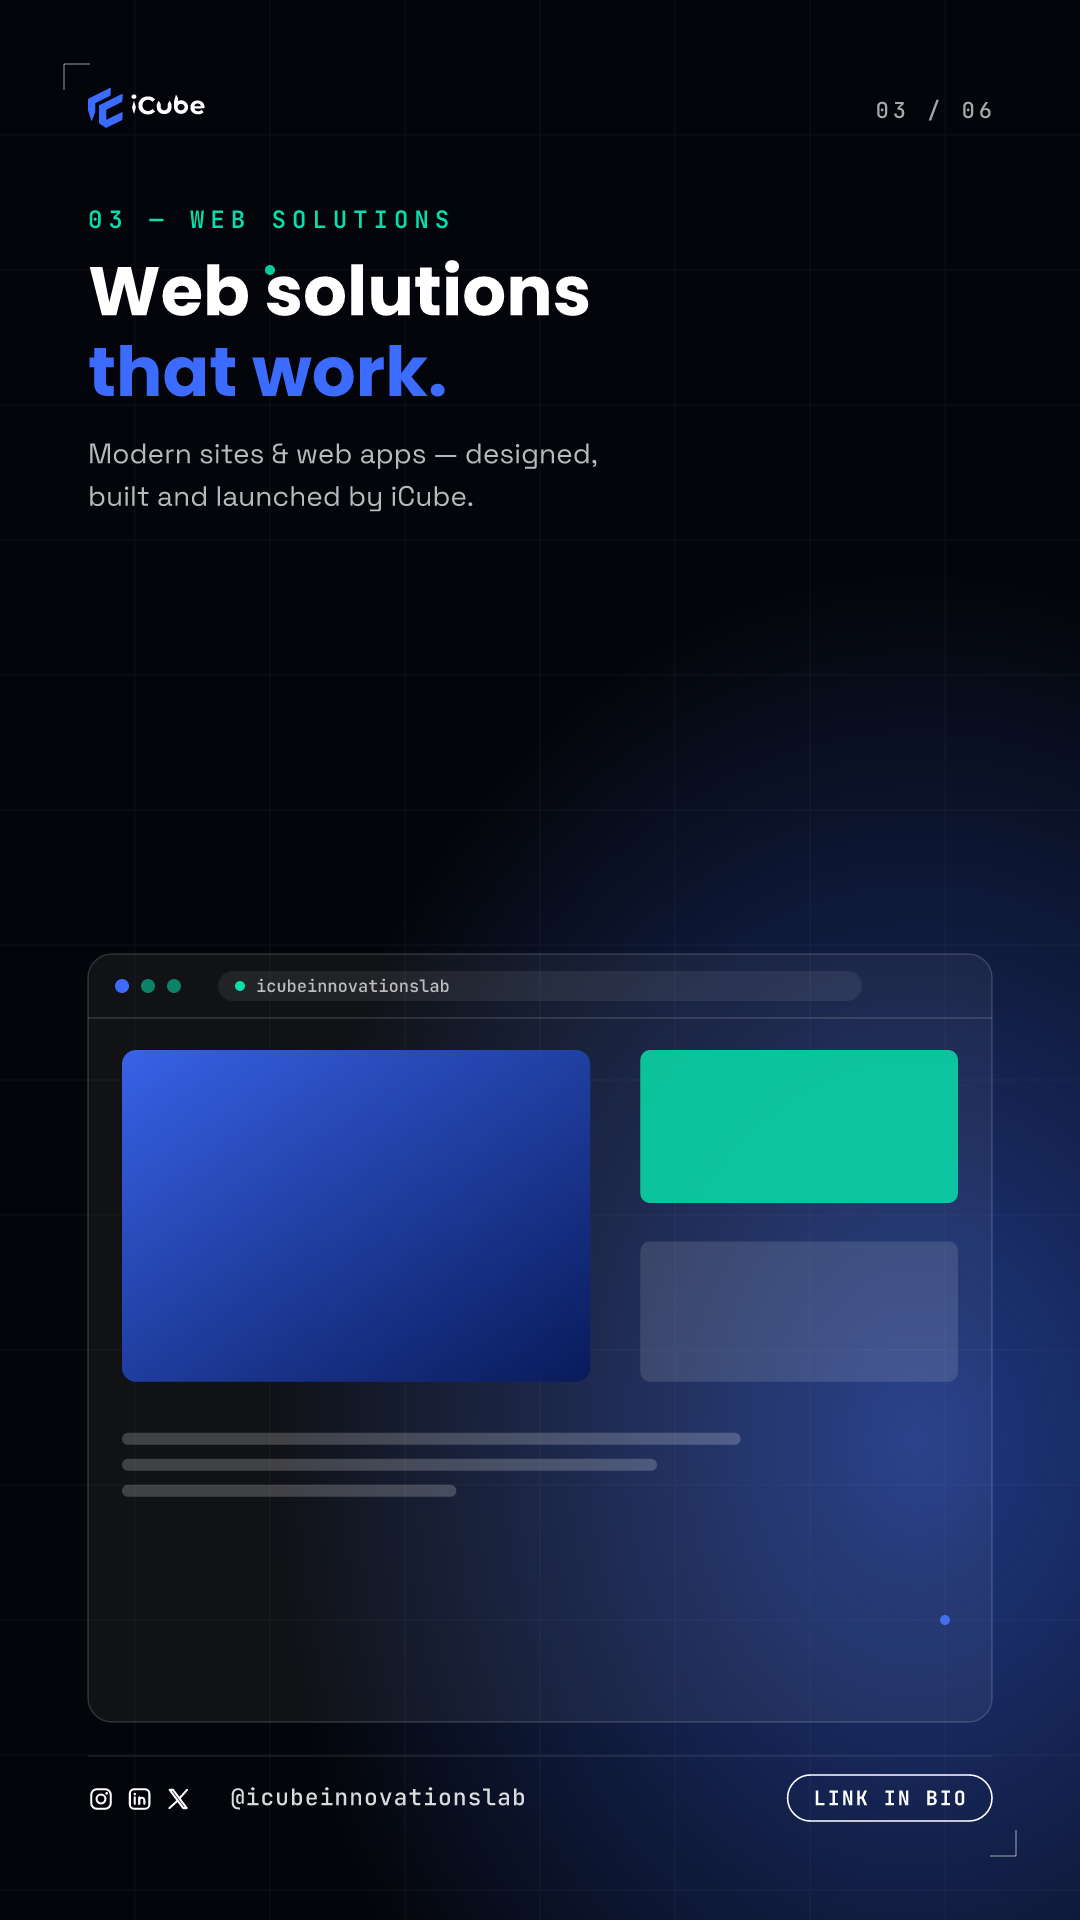 iCube
03 / 06
03 — WEB SOLUTIONS
Web solutions
that work.
Modern sites & web apps — designed,
built and launched by iCube.
icubeinnovationslab
@icubeinnovationslab
LINK IN BIO